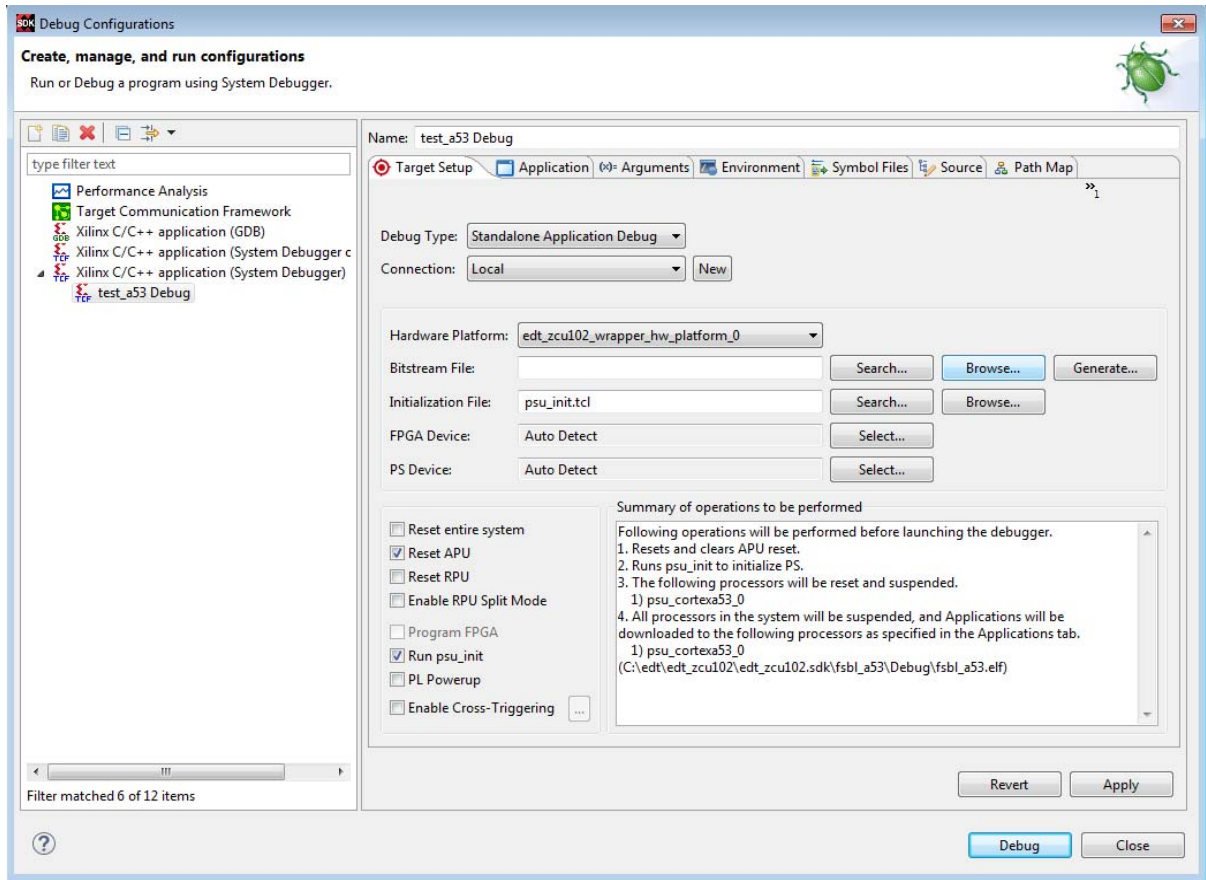 SDK Debug Configurations
Create, manage, and run configurations
Run or Debug a program using System Debugger.
type filter text
Performance Analysis
Target Communication Framework
GDB Xilinx C/C++ application (GDB)
TCF Xilinx C/C++ application (System Debugger c
TCF Xilinx C/C++ application (System Debugger)
TCF test_a53 Debug
Filter matched 6 of 12 items
Name: test_a53 Debug
Target Setup Application (x)= Arguments Environment Symbol Files Source Path Map
»1
Debug Type: Standalone Application Debug
Connection: Local New
Hardware Platform: edt_zcu102_wrapper_hw_platform_0
Bitstream File: Search... Browse... Generate...
Initialization File: psu_init.tcl Search... Browse...
FPGA Device: Auto Detect Select...
PS Device: Auto Detect Select...
Reset entire system
Reset APU
Reset RPU
Enable RPU Split Mode
Program FPGA
Run psu_init
PL Powerup
Enable Cross-Triggering ...
Summary of operations to be performed
Following operations will be performed before launching the debugger.
1. Resets and clears APU reset.
2. Runs psu_init to initialize PS.
3. The following processors will be reset and suspended.
1) psu_cortexa53_0
4. All processors in the system will be suspended, and Applications will be
downloaded to the following processors as specified in the Applications tab.
1) psu_cortexa53_0
(C:\edt\edt_zcu102\edt_zcu102.sdk\fsbl_a53\Debug\fsbl_a53.elf)
Revert Apply
? Debug Close